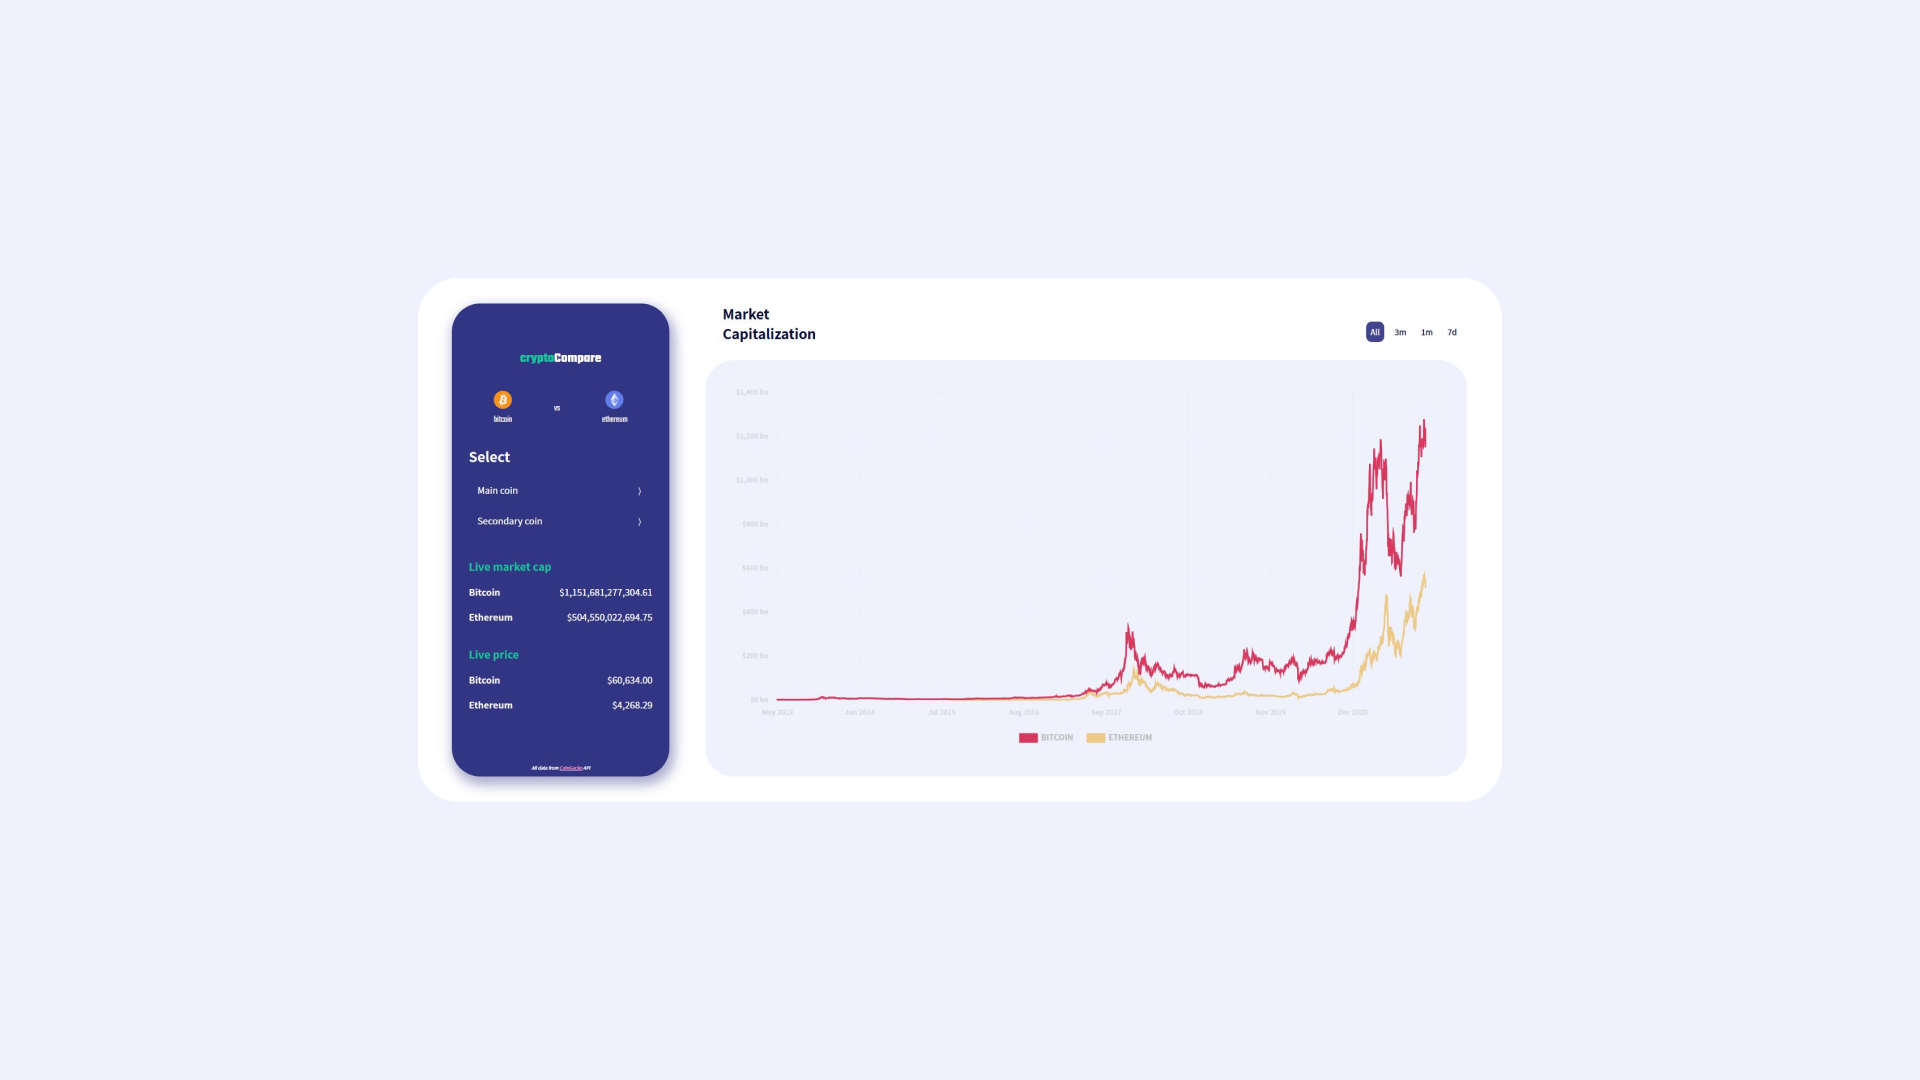 cryptoCompare
bitcoin
vs
ethereum
Select
Main coin
Secondary coin
Live market cap
Bitcoin $1,151,681,277,304.61
Ethereum $504,550,022,694.75
Live price
Bitcoin $60,634.00
Ethereum $4,268.29
All data from CoinGecko API
Market
Capitalization
All 3m 1m 7d
$1,400 bn
$1,200 bn
$1,000 bn
$800 bn
$600 bn
$400 bn
$200 bn
$0 bn
May 2013 Jun 2014 Jul 2015 Aug 2016 Sep 2017 Oct 2018 Nov 2019 Dec 2020
BITCOIN ETHEREUM